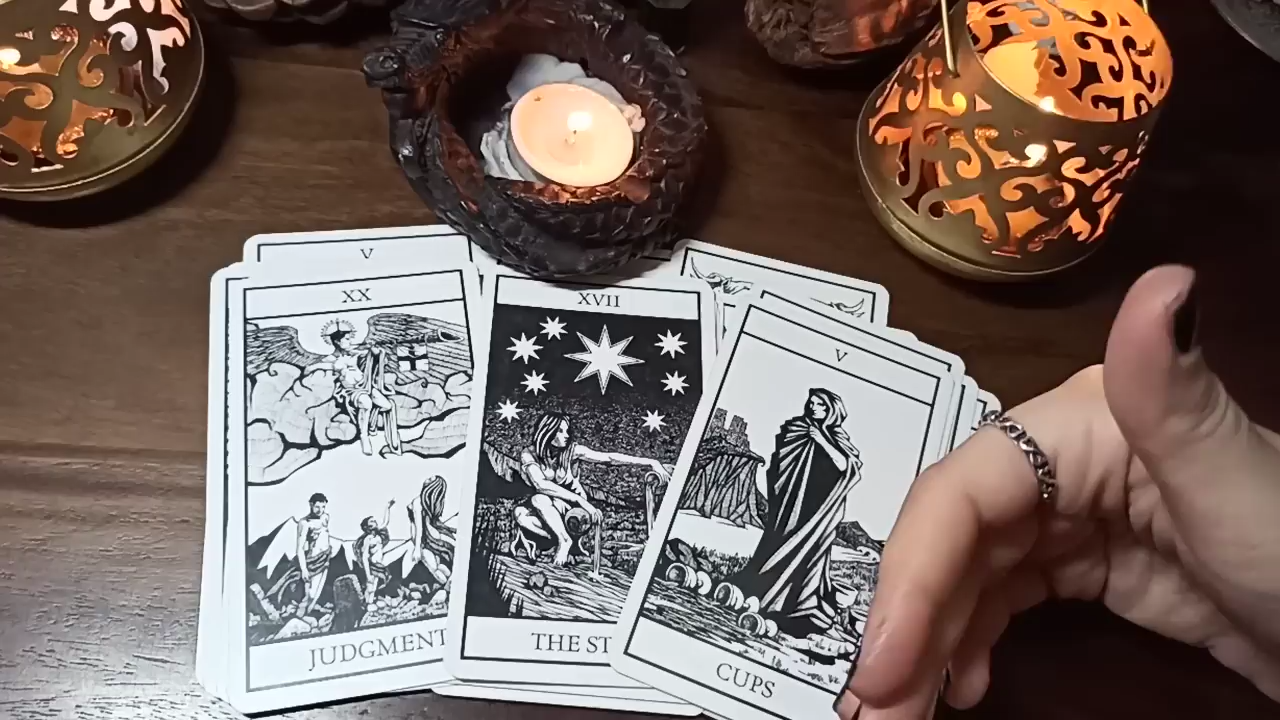 V
XX
JUDGMENT
XVII
THE ST
V
CUPS